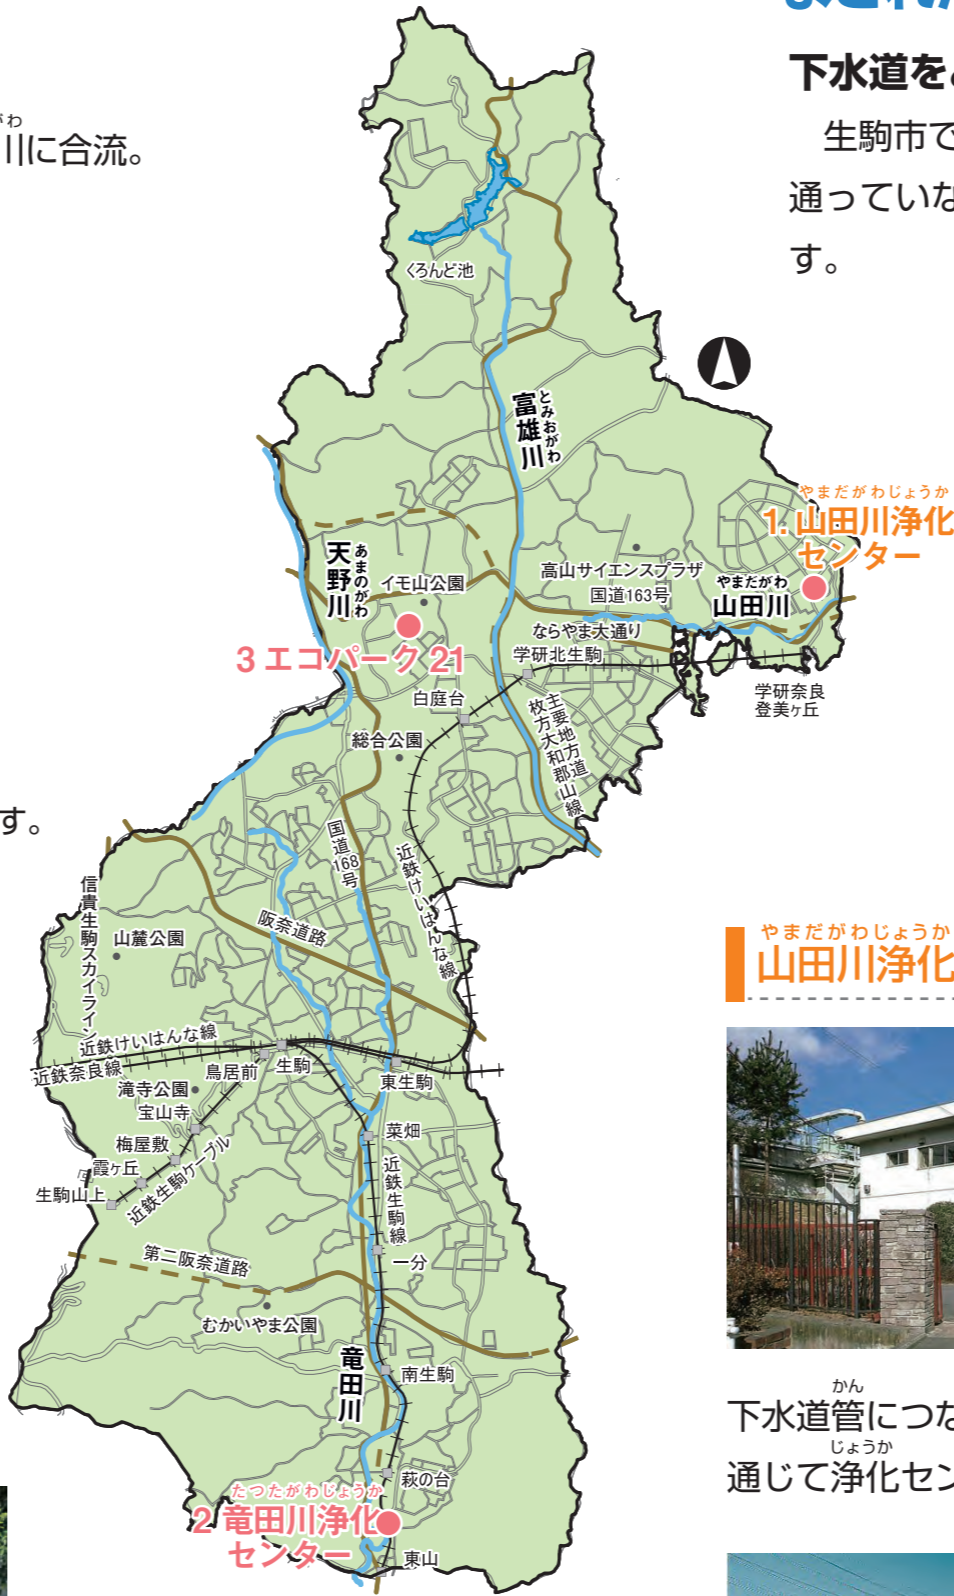 がわ
川に合流。
下水道を
生駒市で
通っていな
す。
くろんど池
とみおがわ
富雄川
やまだがわじょうか
1. 山田川浄化
センター
あまのがわ
天野川
イモ山公園
高山サイエンスプラザ
国道163号
やまだがわ
山田川
3 エコパーク 21
ならやま大通り
学研北生駒
学研奈良
登美ヶ丘
白庭台
主要地方道
枚方大和郡山線
総合公園
す。
国道168号
近鉄けいはんな線
信貴生駒スカイライン
山麓公園
阪奈道路
やまだがわじょうか
山田川浄化
近鉄けいはんな線
近鉄奈良線
鳥居前
生駒
東生駒
滝寺公園
宝山寺
梅屋敷
霞ヶ丘
生駒山上
近鉄生駒ケーブル
菜畑
近鉄生駒線
一分
第二阪奈道路
むかいやま公園
竜田川
南生駒
かん
下水道管につな
じょうか
通じて浄化セン
萩の台
たつたがわじょうか
2 竜田川浄化
センター
東山